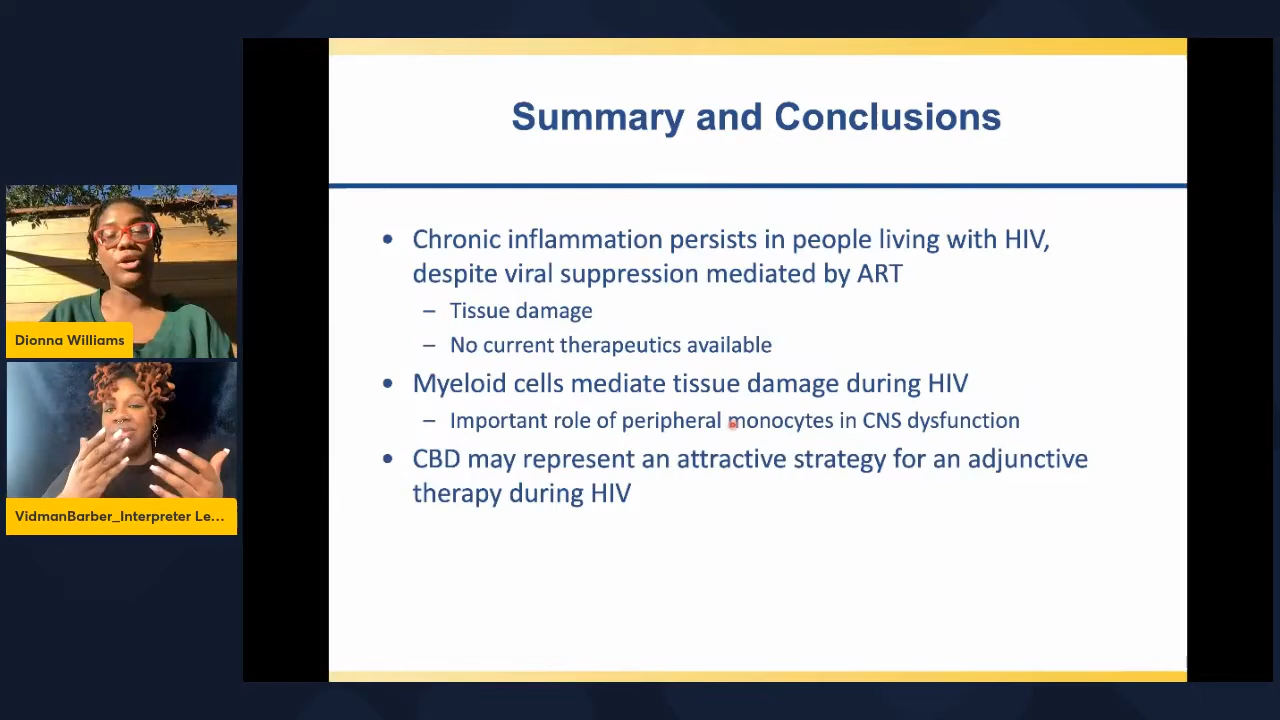 Summary and Conclusions
• Chronic inflammation persists in people living with HIV,
despite viral suppression mediated by ART
– Tissue damage
– No current therapeutics available
• Myeloid cells mediate tissue damage during HIV
– Important role of peripheral monocytes in CNS dysfunction
• CBD may represent an attractive strategy for an adjunctive
therapy during HIV
Dionna Williams
VidmanBarber_Interpreter Le...